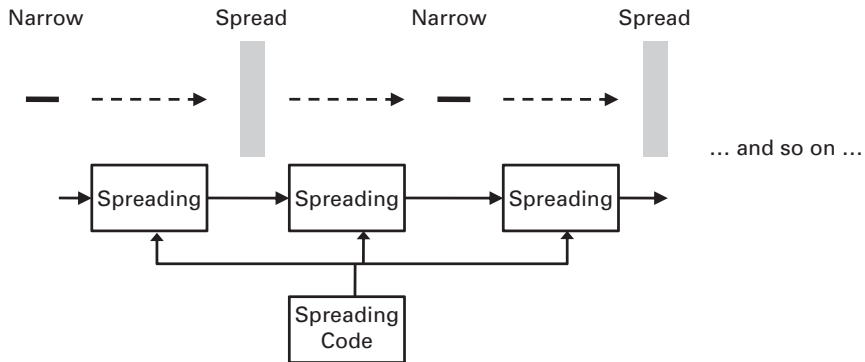 Narrow
Spread
Narrow
Spread
… and so on …
Spreading
Spreading
Spreading
Spreading
Code